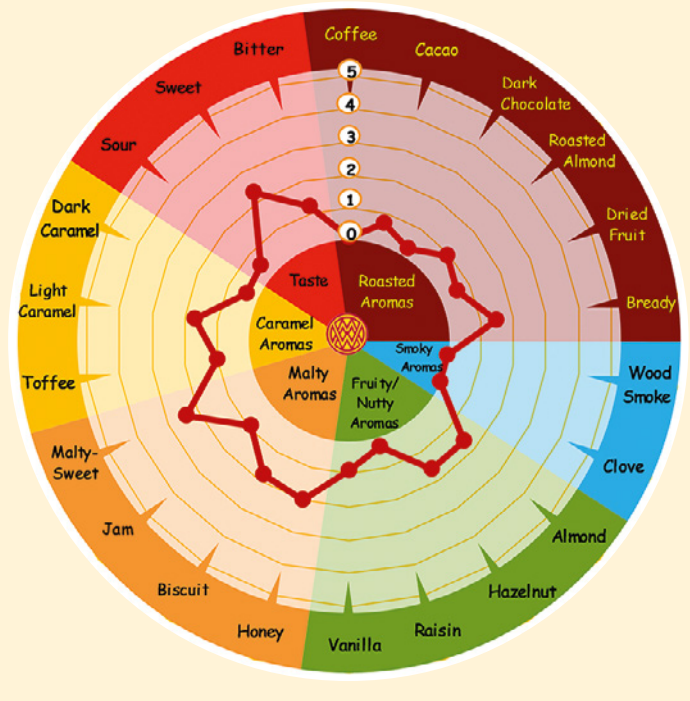 Coffee
Cacao
Dark
Chocolate
Roasted
Almond
Dried
Fruit
Bready
Wood
Smoke
Clove
Almond
Hazelnut
Raisin
Vanilla
Honey
Biscuit
Jam
Malty-
Sweet
Toffee
Light
Caramel
Dark
Caramel
Sour
Sweet
Bitter
5
4
3
2
1
0
Roasted
Aromas
Smoky
Aromas
Fruity/
Nutty
Aromas
Malty
Aromas
Caramel
Aromas
Taste